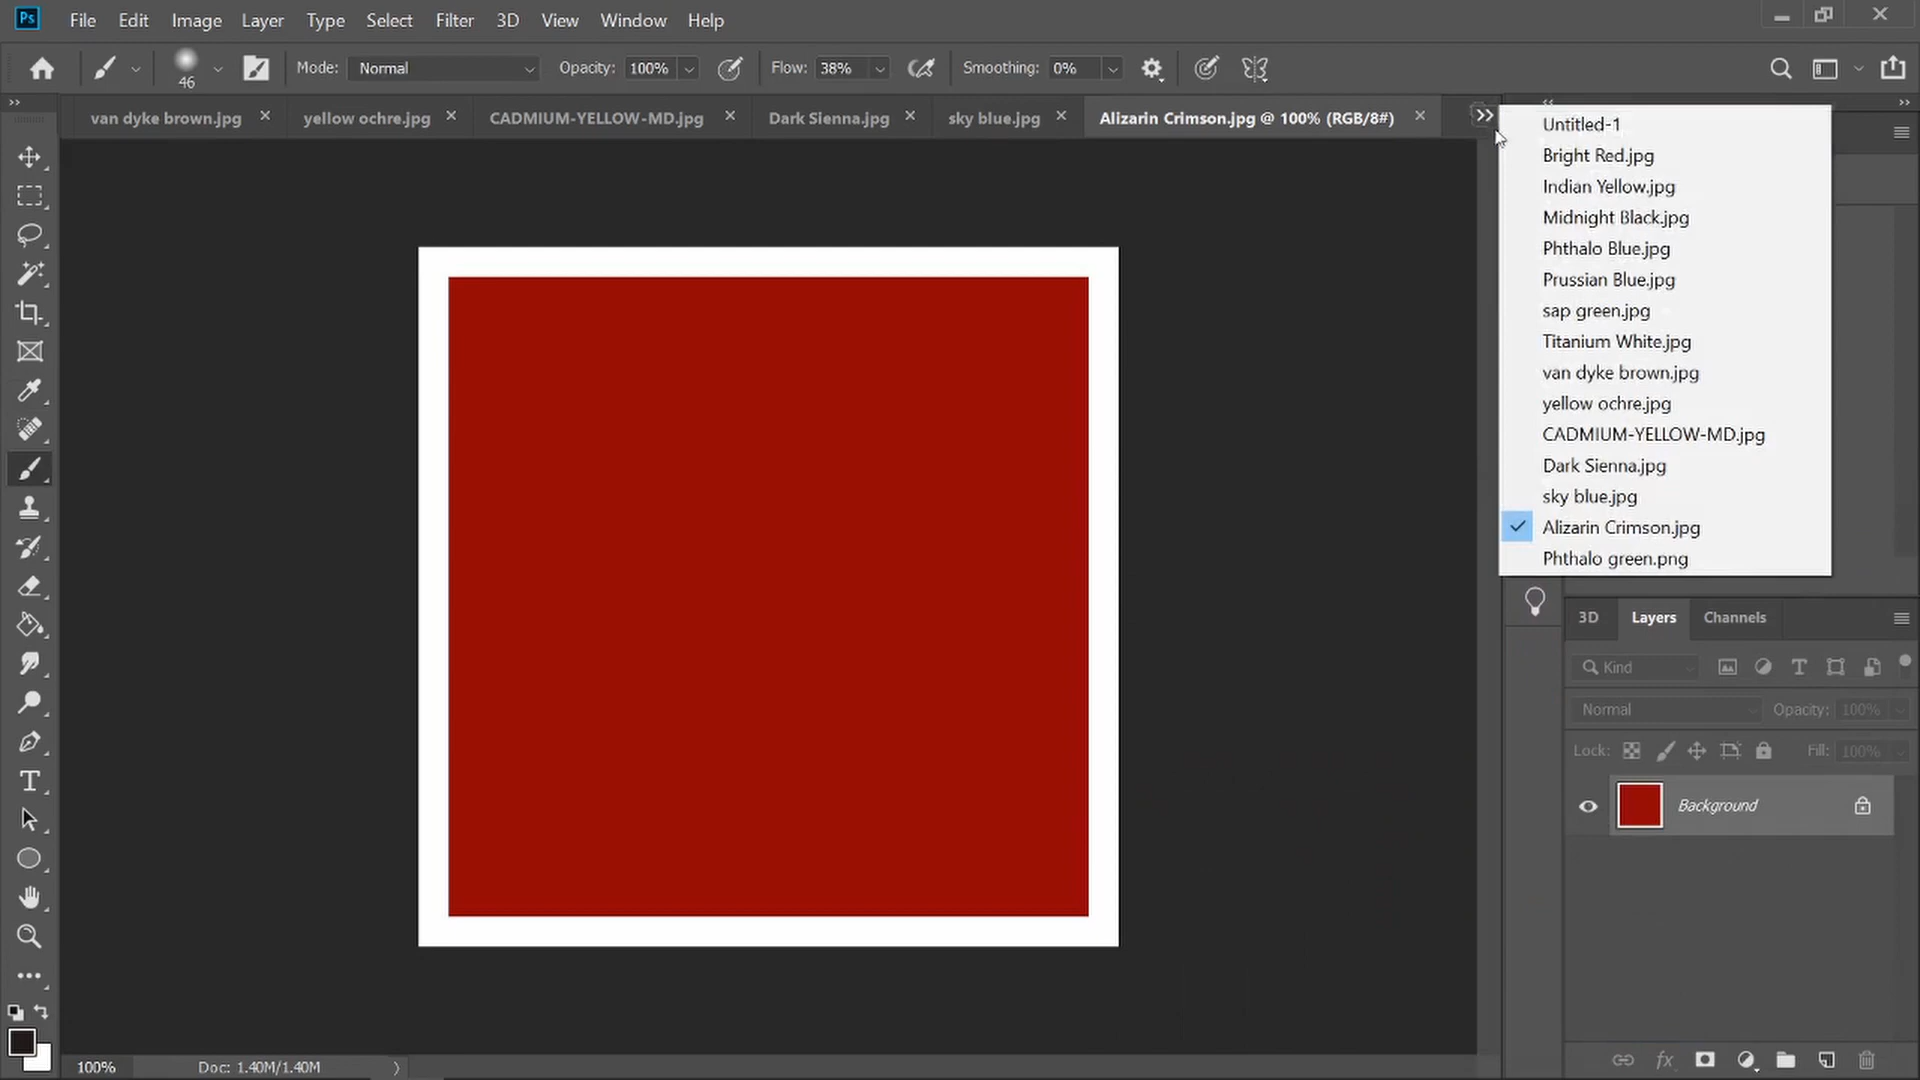 Ps File Edit Image Layer Type Select Filter 3D View Window Help
46 Mode: Normal Opacity: 100% Flow: 38% Smoothing: 0%
van dyke brown.jpg yellow ochre.jpg CADMIUM-YELLOW-MD.jpg Dark Sienna.jpg sky blue.jpg Alizarin Crimson.jpg @ 100% (RGB/8#)
Untitled-1
Bright Red.jpg
Indian Yellow.jpg
Midnight Black.jpg
Phthalo Blue.jpg
Prussian Blue.jpg
sap green.jpg
Titanium White.jpg
van dyke brown.jpg
yellow ochre.jpg
CADMIUM-YELLOW-MD.jpg
Dark Sienna.jpg
sky blue.jpg
Alizarin Crimson.jpg
Phthalo green.png
3D Layers Channels
Kind
Normal Opacity: 100%
Lock: Fill: 100%
Background
fx
100% Doc: 1.40M/1.40M